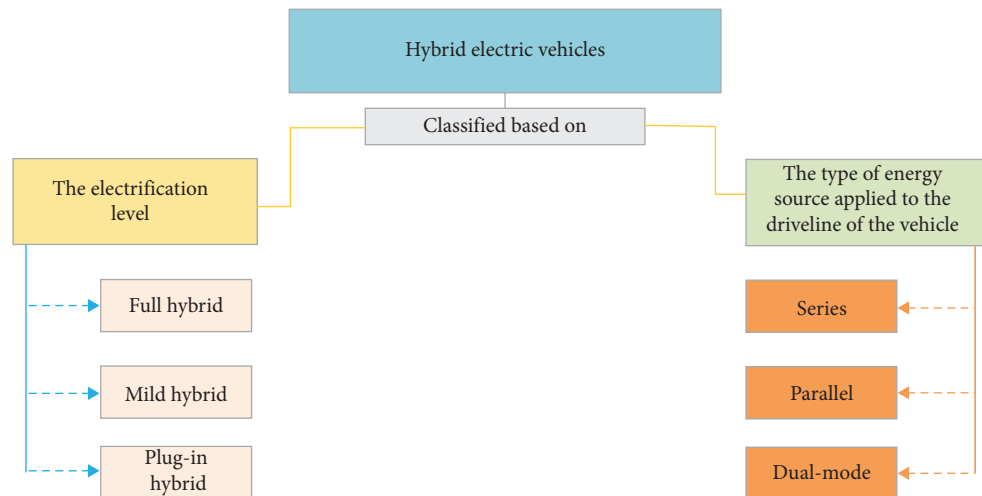 Hybrid electric vehicles
Classified based on
The electrification
level
The type of energy
source applied to the
driveline of the vehicle
Full hybrid
Mild hybrid
Plug-in
hybrid
Series
Parallel
Dual-mode